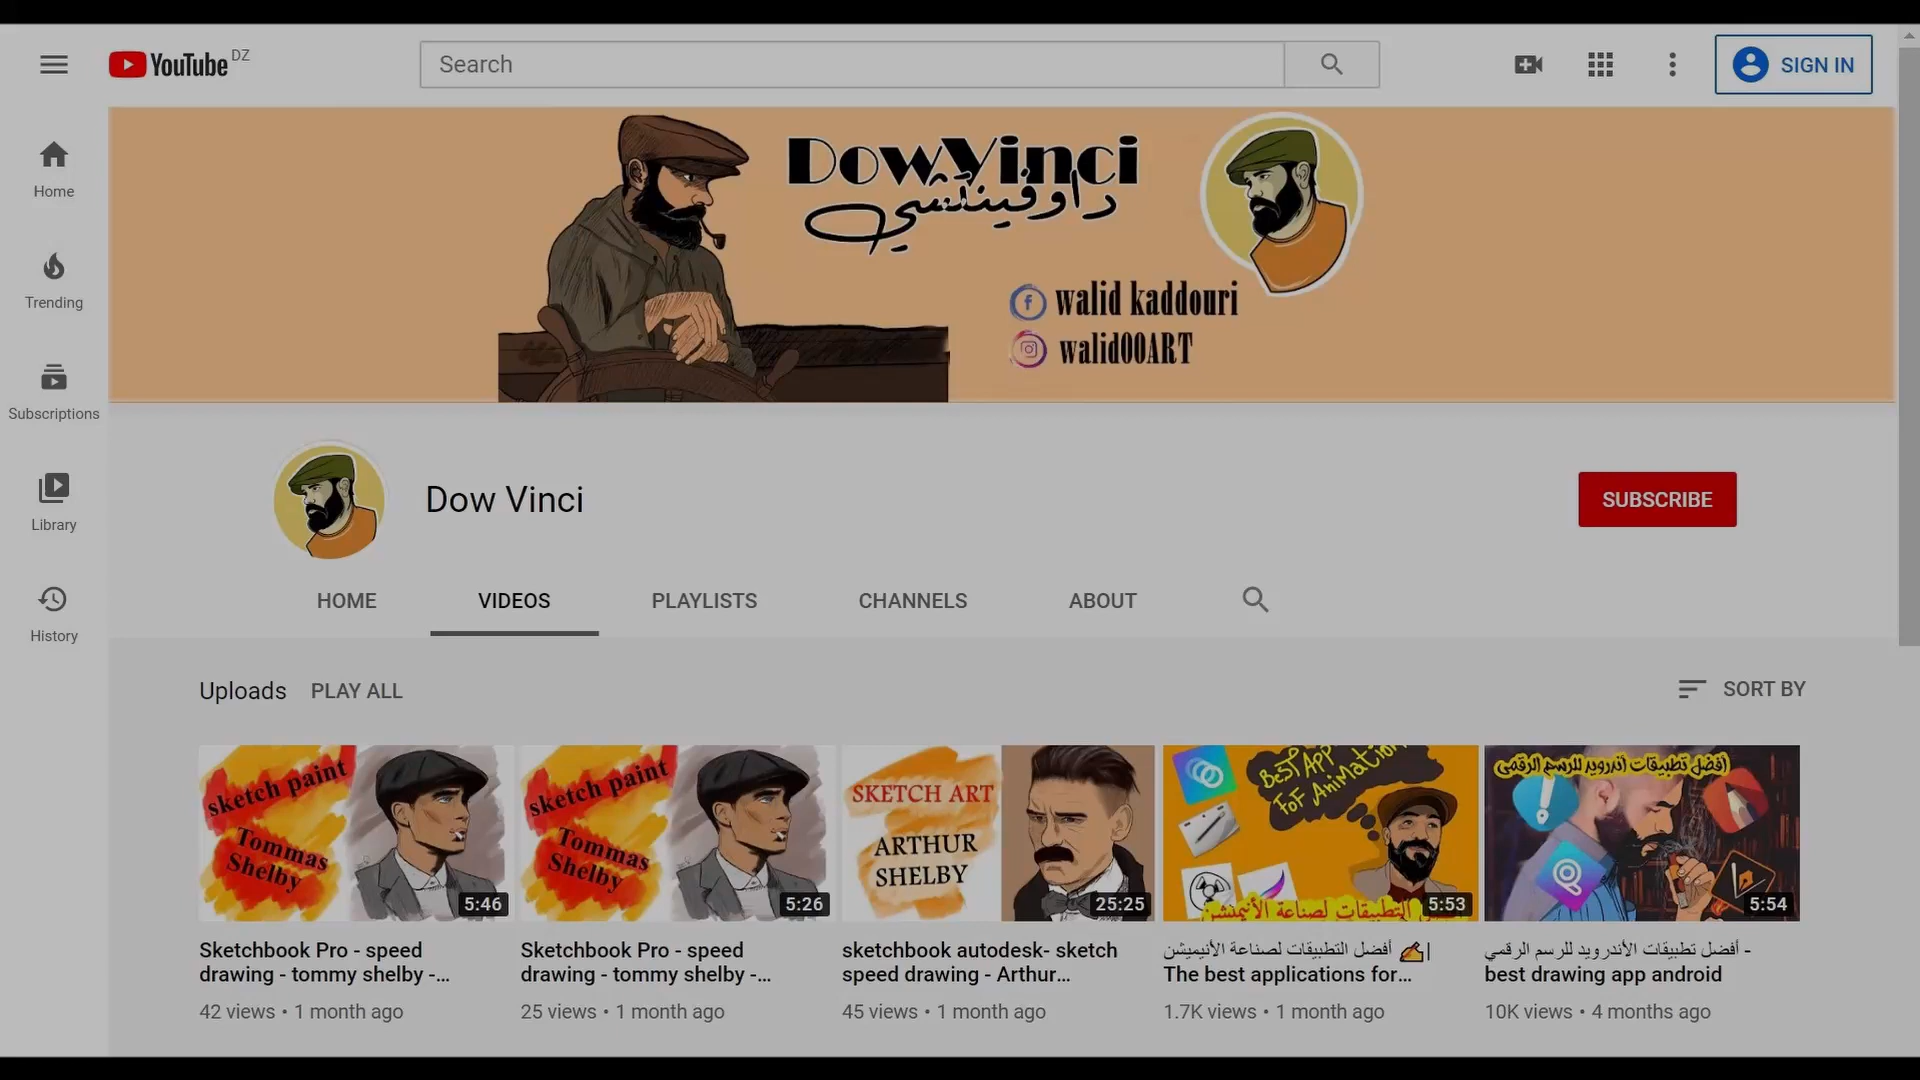 YouTube DZ
Search
SIGN IN
Home
Trending
Subscriptions
Library
History
DowVinci
داوفينتشي
walid kaddouri
walid00ART
Dow Vinci
SUBSCRIBE
HOME
VIDEOS
PLAYLISTS
CHANNELS
ABOUT
Uploads
PLAY ALL
SORT BY
sketch paint
Tommas
Shelby
5:46
sketch paint
Tommas
Shelby
5:26
SKETCH ART
ARTHUR
SHELBY
25:25
BEST APP
FoF Animation
التطبيقات لصناعة الأنيمتشن
5:53
افضل تطبيقات أندرويد للرسم الرقمي
5:54
Sketchbook Pro - speed
drawing - tommy shelby -...
42 views • 1 month ago
Sketchbook Pro - speed
drawing - tommy shelby -...
25 views • 1 month ago
sketchbook autodesk- sketch
speed drawing - Arthur...
45 views • 1 month ago
أفضل التطبيقات لصناعة الأنيميشن ✍|
The best applications for...
1.7K views • 1 month ago
أفضل تطبيقات الأندرويد للرسم الرقمي -
best drawing app android
10K views • 4 months ago